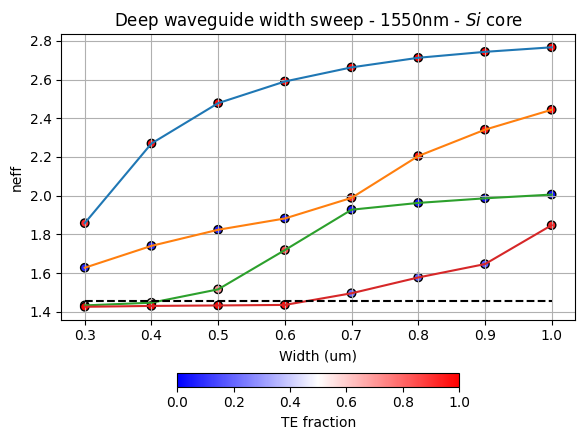 Deep waveguide width sweep - 1550nm - Si core
neff
2.8
2.6
2.4
2.2
2.0
1.8
1.6
1.4
0.3 0.4 0.5 0.6 0.7 0.8 0.9 1.0
Width (um)
0.0 0.2 0.4 0.6 0.8 1.0
TE fraction